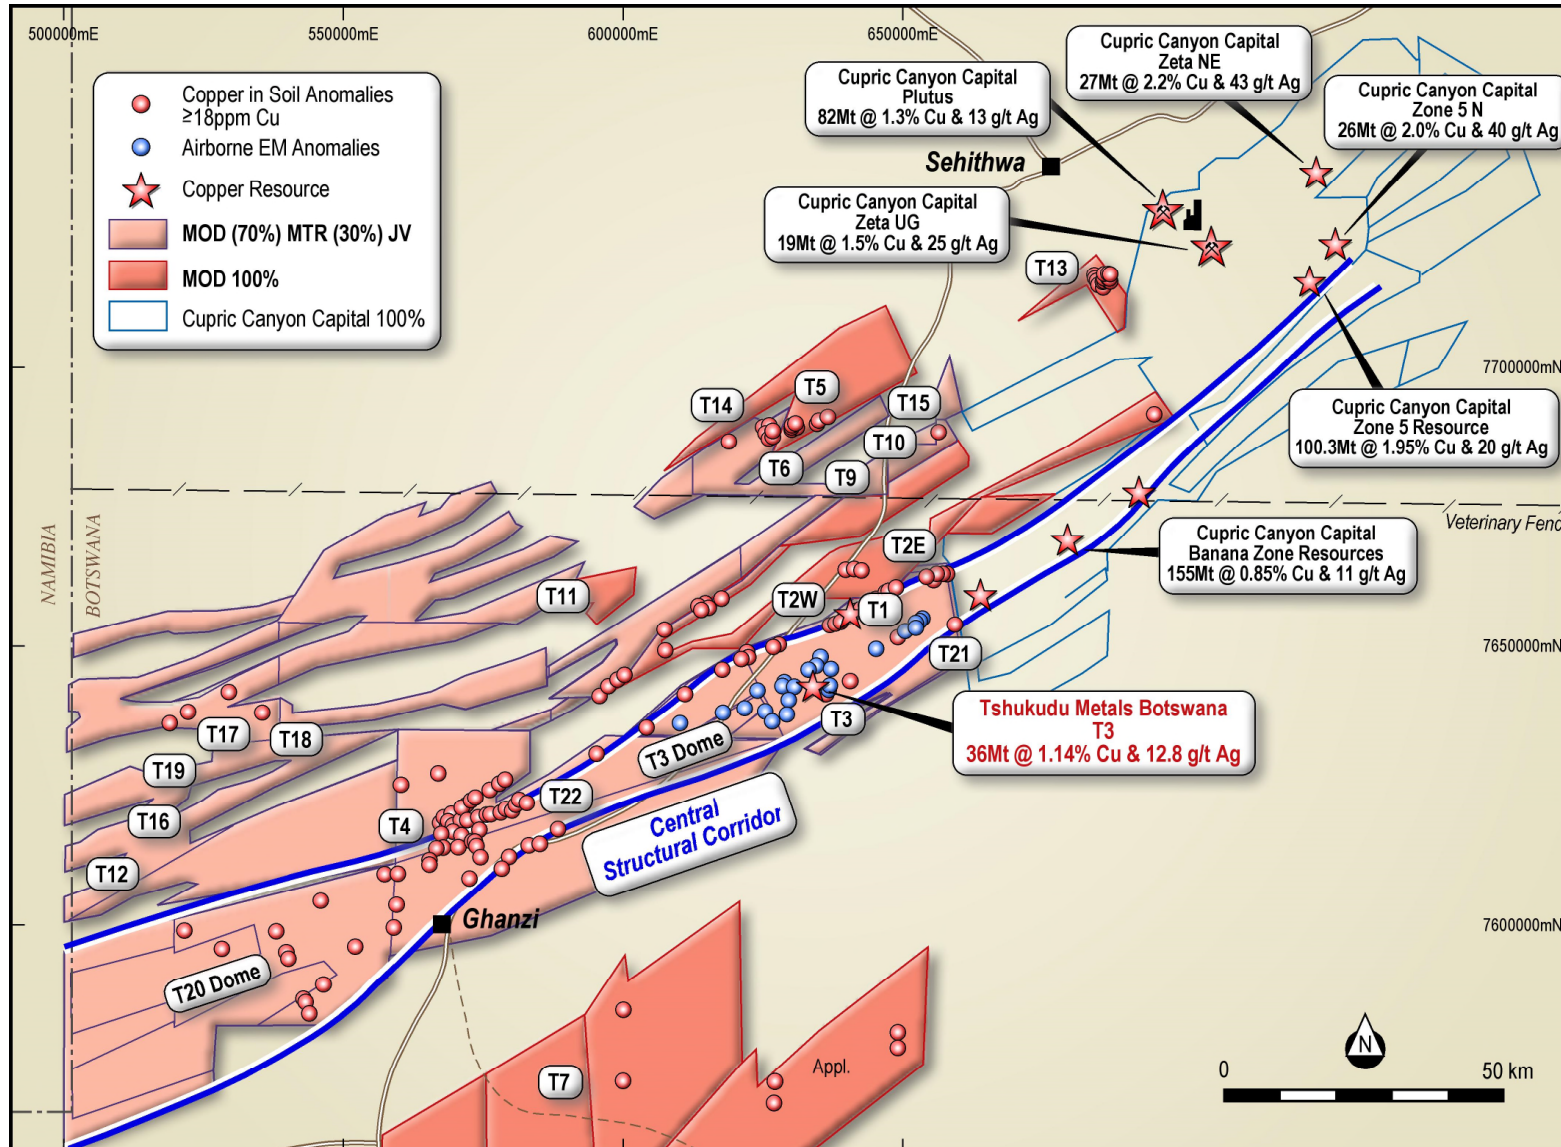 500000mE
550000mE
600000mE
650000mE
Copper in Soil Anomalies
≥18ppm Cu
Airborne EM Anomalies
Copper Resource
MOD (70%) MTR (30%) JV
MOD 100%
Cupric Canyon Capital 100%
Cupric Canyon Capital
Plutus
82Mt @ 1.3% Cu & 13 g/t Ag
Cupric Canyon Capital
Zeta NE
27Mt @ 2.2% Cu & 43 g/t Ag
Cupric Canyon Capital
Zone 5 N
26Mt @ 2.0% Cu & 40 g/t Ag
Sehithwa
Cupric Canyon Capital
Zeta UG
19Mt @ 1.5% Cu & 25 g/t Ag
T13
7700000mN
T14
T5
T15
T10
T6
T9
Cupric Canyon Capital
Zone 5 Resource
100.3Mt @ 1.95% Cu & 20 g/t Ag
Veterinary Fenc
NAMIBIA
BOTSWANA
T2E
Cupric Canyon Capital
Banana Zone Resources
155Mt @ 0.85% Cu & 11 g/t Ag
T11
T2W
T1
T21
7650000mN
T3
Tshukudu Metals Botswana
T3
36Mt @ 1.14% Cu & 12.8 g/t Ag
T17
T18
T19
T3 Dome
T16
T4
T22
Central
Structural Corridor
T12
Ghanzi
7600000mN
T20 Dome
T7
Appl.
N
0
50 km